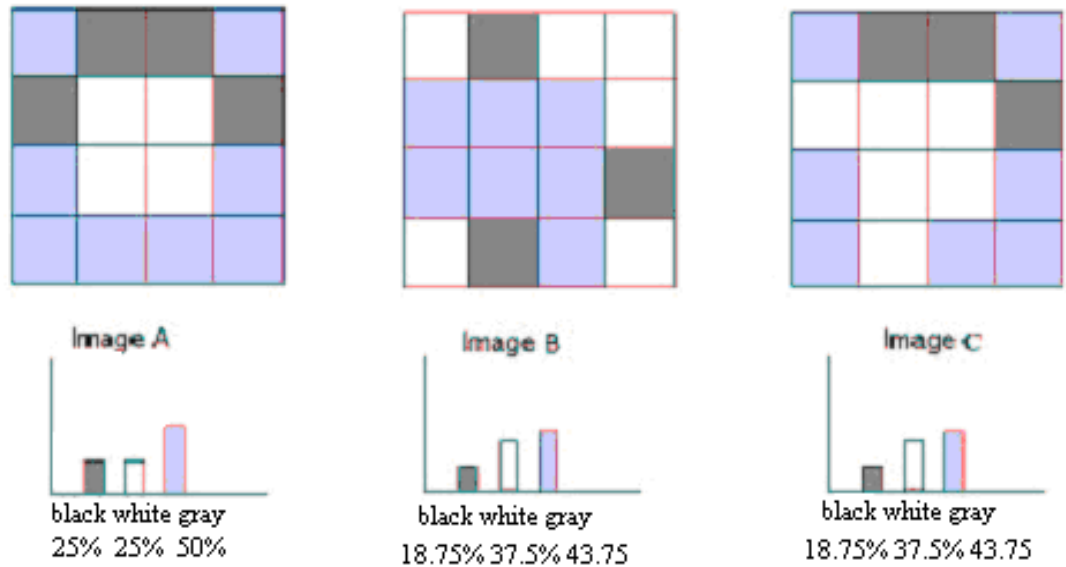 Image A
black white gray
25% 25% 50%
Image B
black white gray
18.75% 37.5% 43.75
Image C
black white gray
18.75% 37.5% 43.75